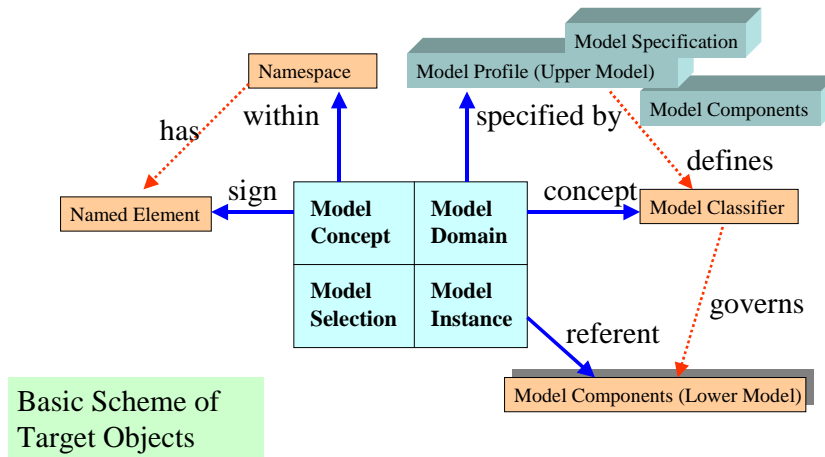 Model Specification
Namespace
Model Profile (Upper Model)
Model Components
within
specified by
has
defines
sign
concept
Named Element
Model
Concept
Model
Domain
Model Classifier
Model
Selection
Model
Instance
governs
referent
Model Components (Lower Model)
Basic Scheme of
Target Objects